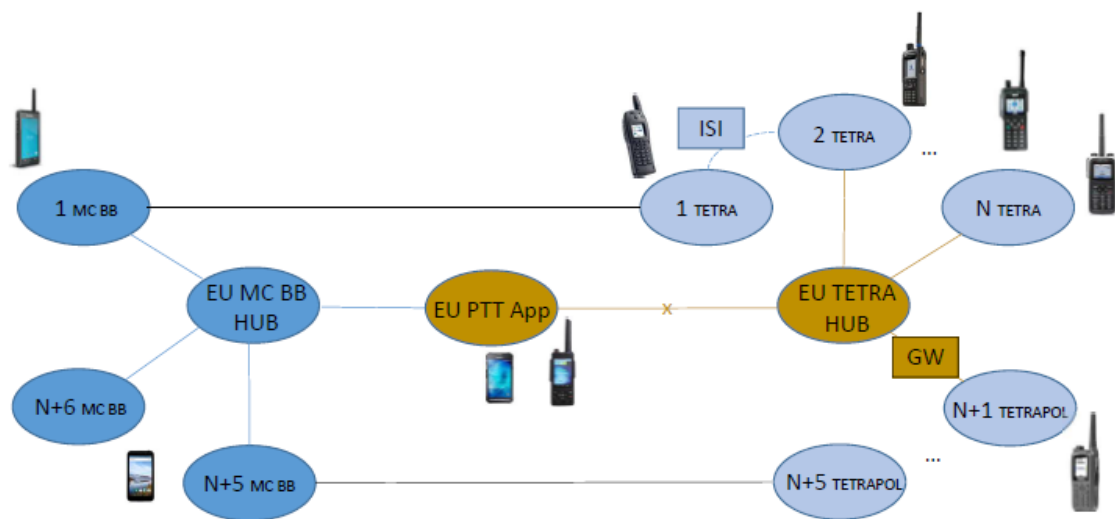 ISI
2 TETRA
...
1 MC BB
1 TETRA
N TETRA
EU MC BB
HUB
EU PTT App
x
EU TETRA
HUB
GW
N+6 MC BB
N+1 TETRAPOL
...
N+5 MC BB
N+5 TETRAPOL